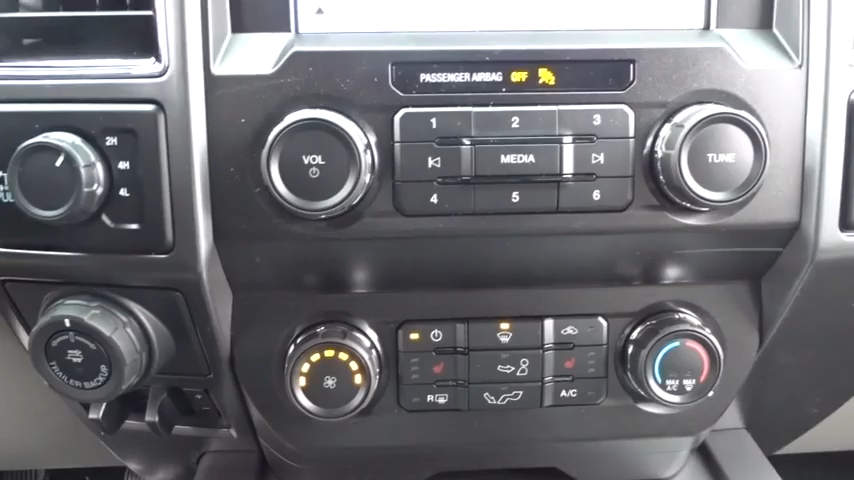 PASSENGER AIRBAG OFF
1 2 3
VOL
MEDIA
TUNE
4 5 6
2H
4H
4L
PUL
TRAILER BACKUP
R
A/C
MAX A/C
MAX